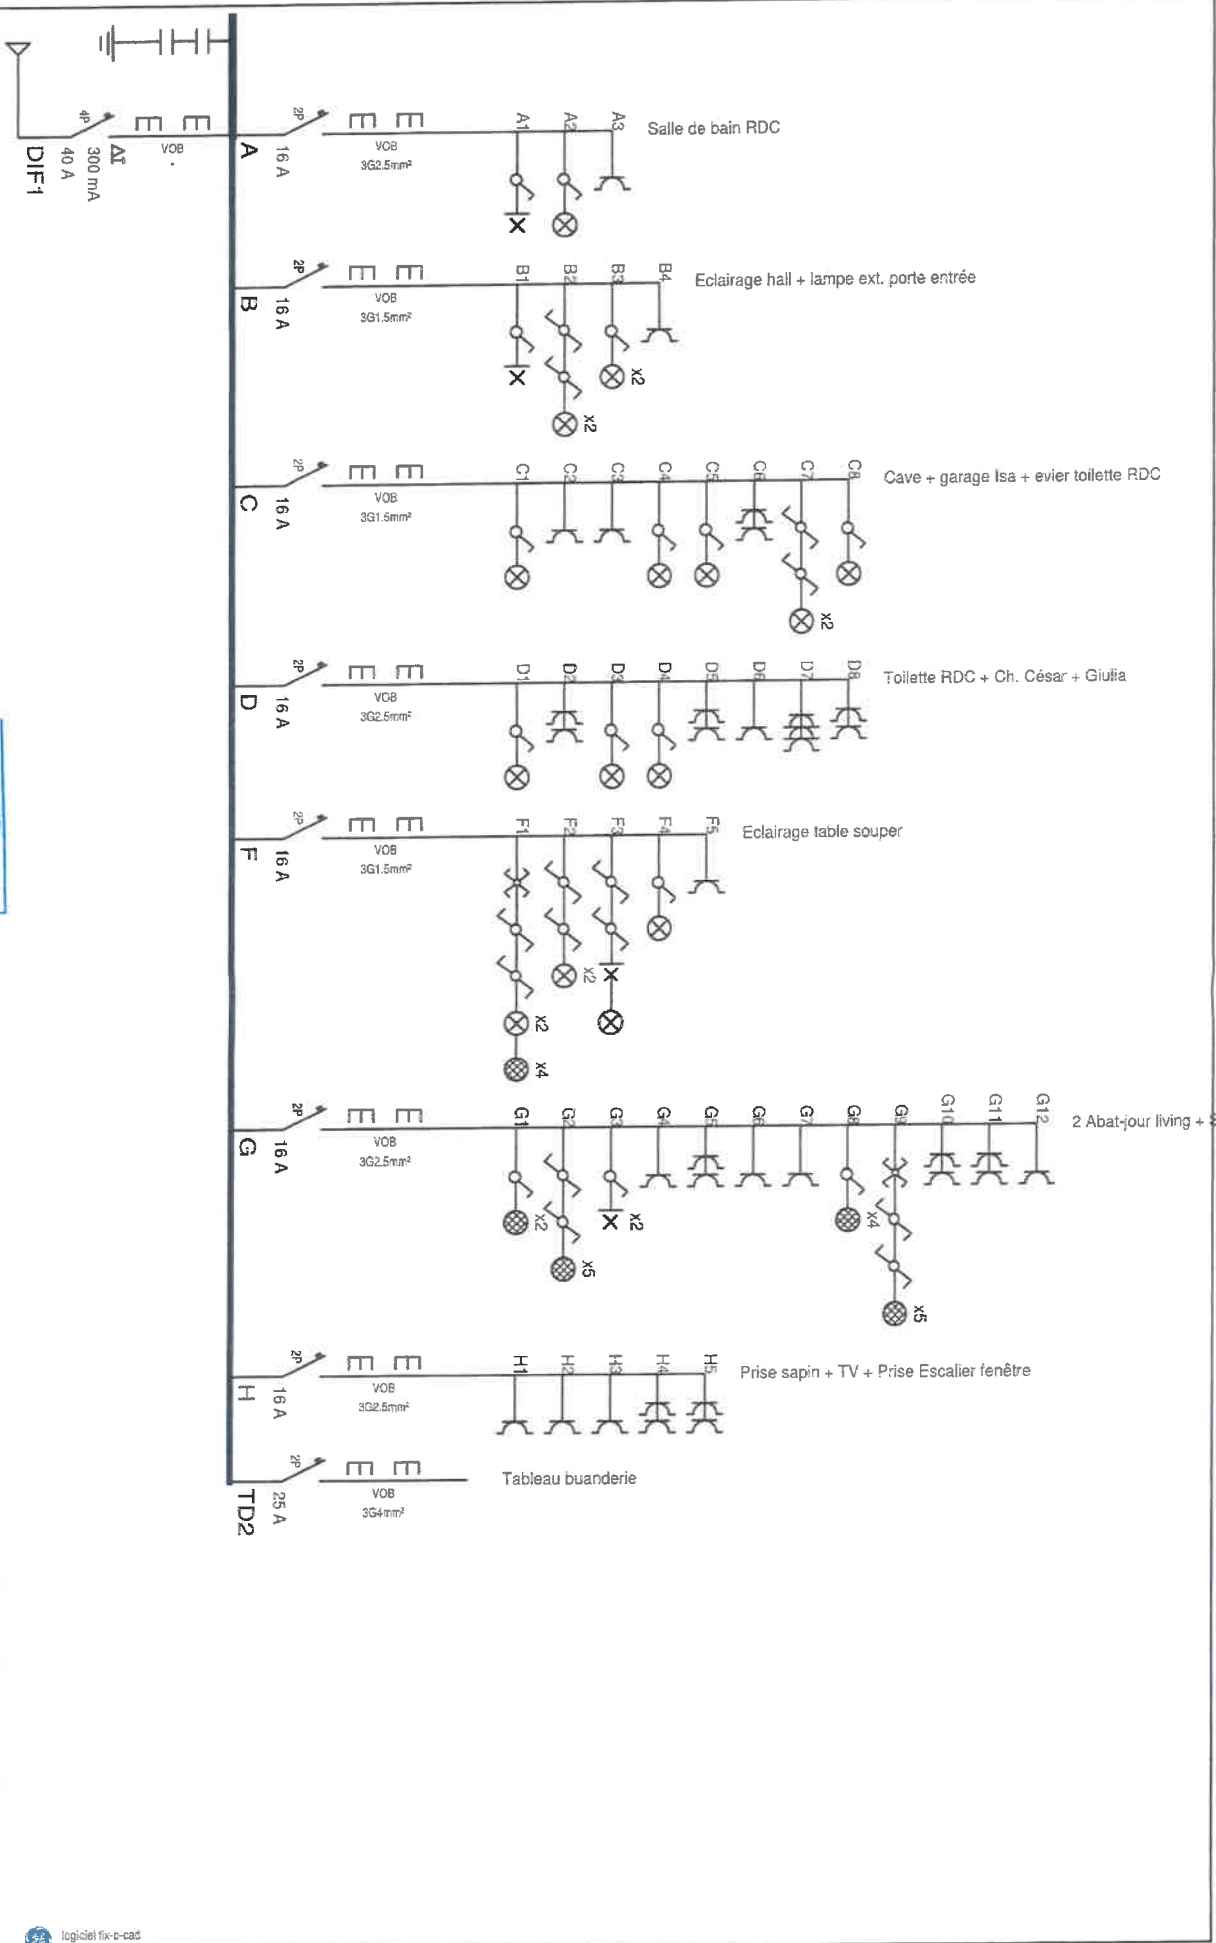 4P
DIF1
40 A
300 mA
ΔI
VOB
.
2P
A
16 A
VOB
3G2.5mm²
A1
A2
A3
Salle de bain RDC
2P
B
16 A
VOB
3G1.5mm²
B1
B2
B3
B4
Eclairage hall + lampe ext. porte entrée
x2
x2
2P
C
16 A
VOB
3G1.5mm²
C1
C2
C3
C4
C5
C6
C7
C8
Cave + garage Isa + evier toilette RDC
x2
2P
D
16 A
VOB
3G2.5mm²
D1
D2
D3
D4
D5
D6
D7
D8
Toilette RDC + Ch. César + Giulia
2P
F
16 A
VOB
3G1.5mm²
F1
F2
F3
F4
F5
Eclairage table souper
x2
x2
x4
2P
G
16 A
VOB
3G2.5mm²
G1
G2
G3
G4
G5
G6
G7
G8
G9
G10
G11
G12
2 Abat-jour living +
x2
x2
x4
x5
x5
2P
H
16 A
VOB
3G2.5mm²
H1
H2
H3
H4
H5
Prise sapin + TV + Prise Escalier fenêtre
2P
TD2
25 A
VOB
3G4mm²
Tableau buanderie
logiciel fix-c-cad